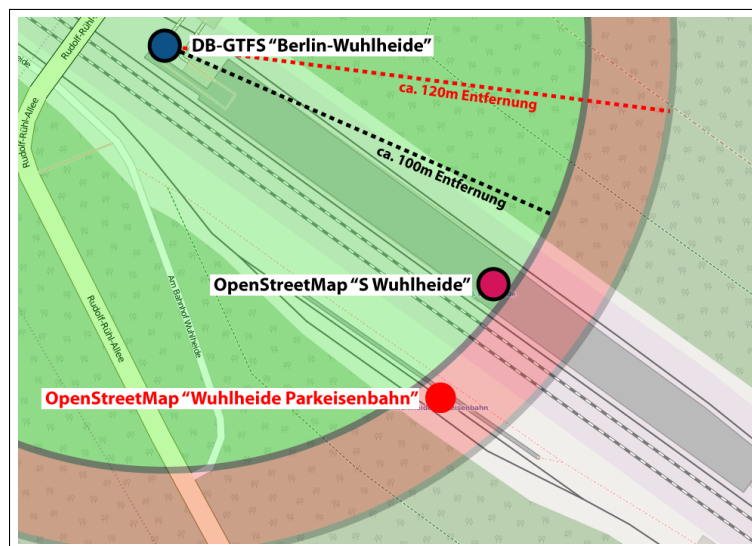 Rudolf-Rühl-Allee
DB-GTFS “Berlin-Wuhlheide”
ca. 120m Entfernung
ca. 100m Entfernung
Rudolf-Rühl-Allee
OpenStreetMap “S Wuhlheide”
Am Bahnhof Wuhlheide
Rudolf-Rühl-Allee
OpenStreetMap “Wuhlheide Parkeisenbahn”